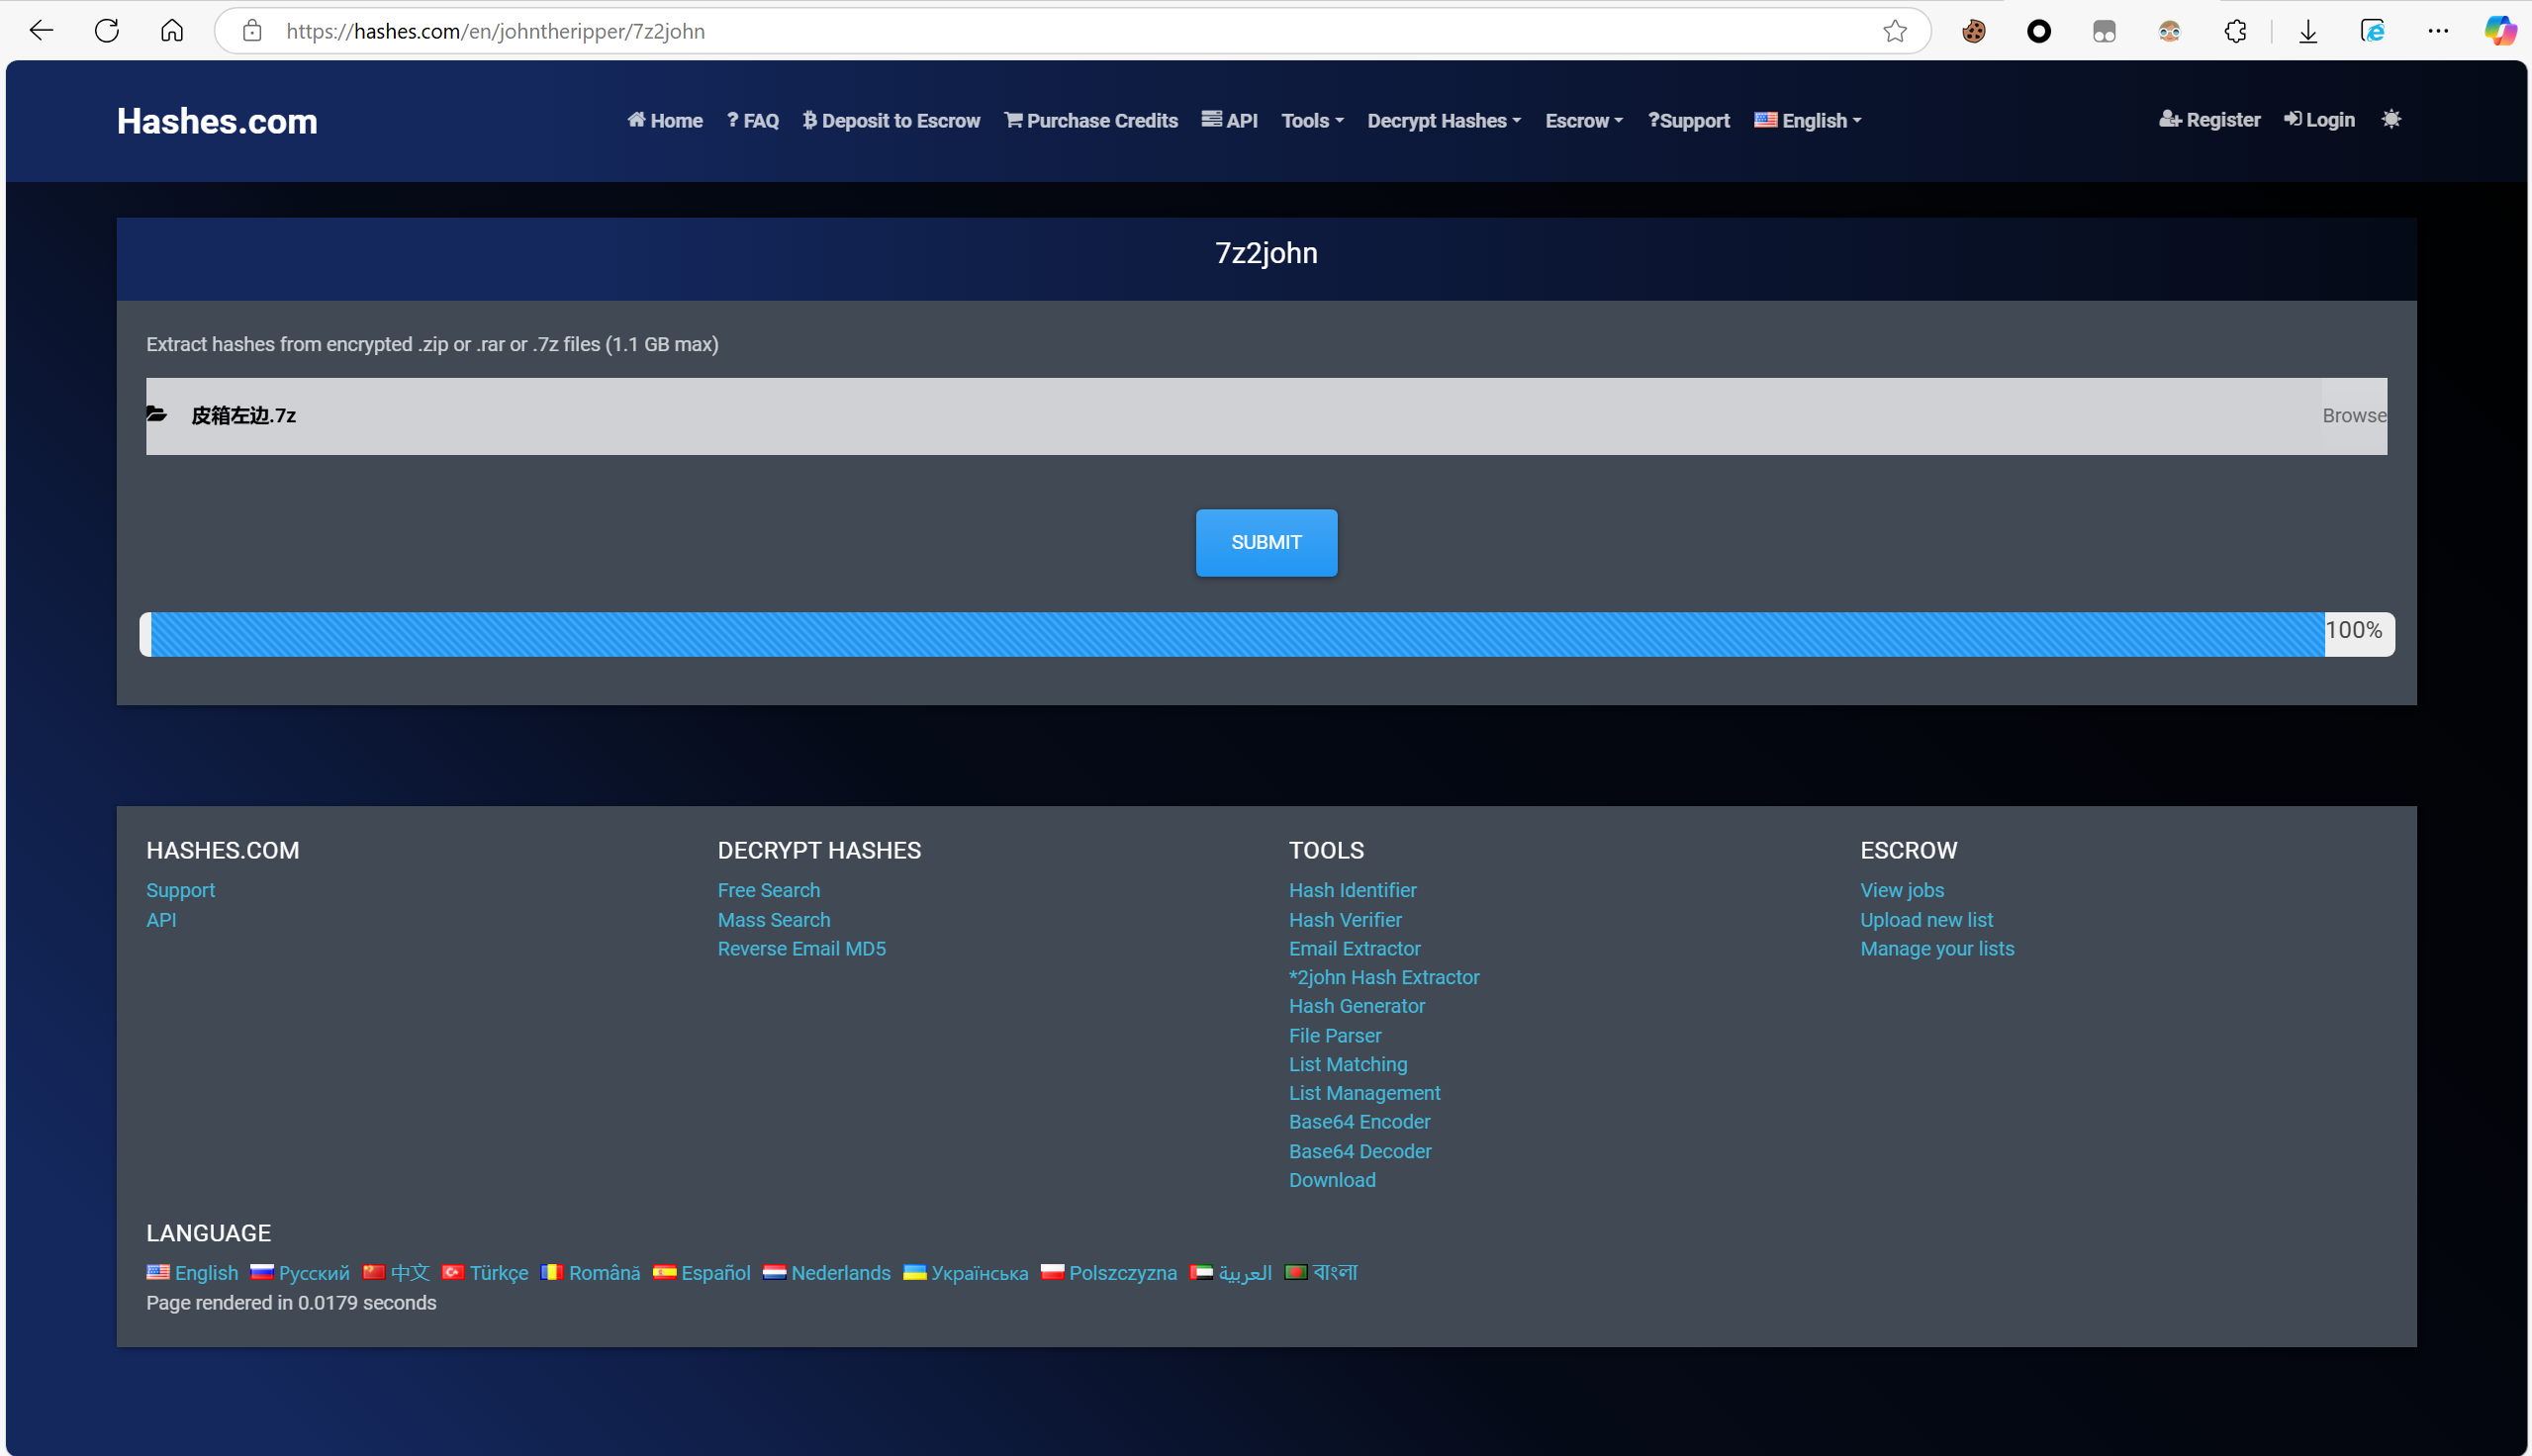 https://hashes.com/en/johntheripper/7z2john
Hashes.com
Home ? FAQ Deposit to Escrow Purchase Credits API Tools Decrypt Hashes Escrow ?Support English Register Login
7z2john
Extract hashes from encrypted .zip or .rar or .7z files (1.1 GB max)
皮箱左边.7z Browse
SUBMIT
100%
HASHES.COM
Support
API
DECRYPT HASHES
Free Search
Mass Search
Reverse Email MD5
TOOLS
Hash Identifier
Hash Verifier
Email Extractor
*2john Hash Extractor
Hash Generator
File Parser
List Matching
List Management
Base64 Encoder
Base64 Decoder
Download
ESCROW
View jobs
Upload new list
Manage your lists
LANGUAGE
English Русский 中文 Türkçe Română Español Nederlands Українська Polszczyzna العربية বাংলা
Page rendered in 0.0179 seconds